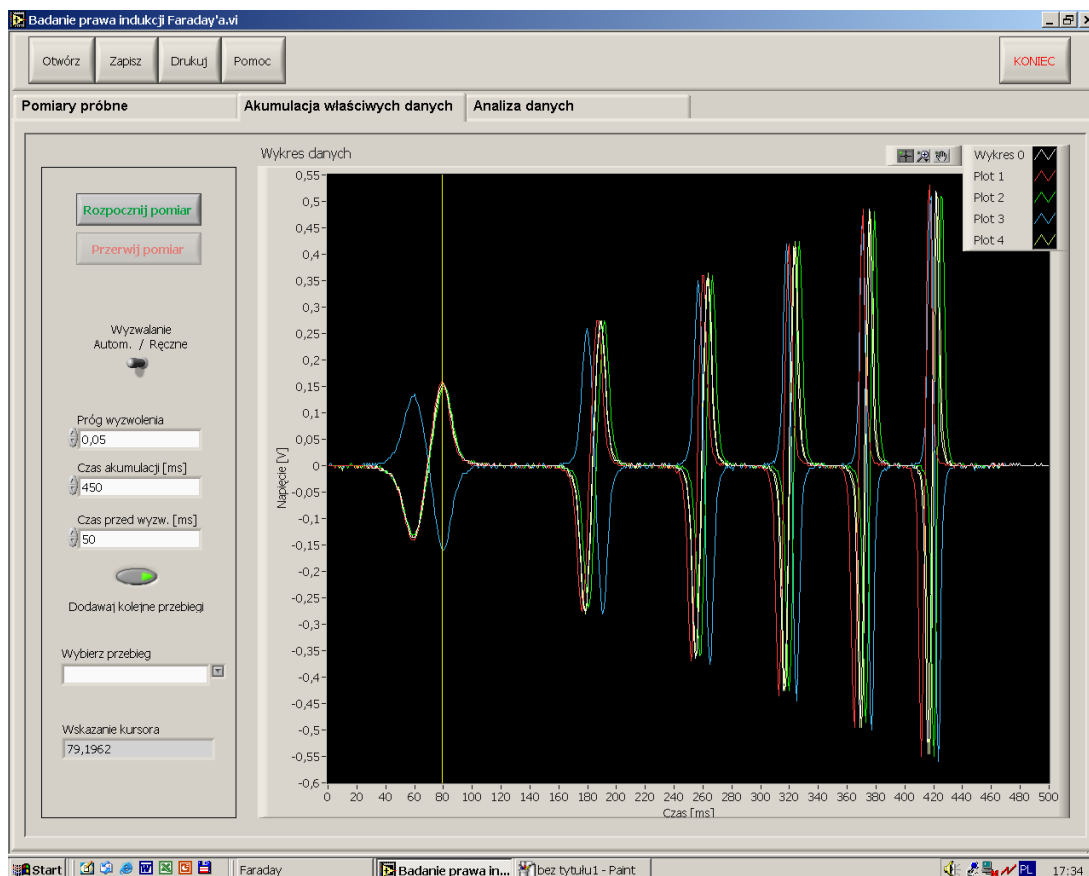 Badanie prawa indukcji Faraday'a.vi
Otwórz Zapisz Drukuj Pomoc KONIEC
Pomiary próbne Akumulacja właściwych danych Analiza danych
Wykres danych
Wykres 0
Plot 1
Plot 2
Plot 3
Plot 4
Rozpocznij pomiar
Przerwij pomiar
Wyzwalanie
Autom. / Ręczne
Próg wyzwolenia
0,05
Czas akumulacji [ms]
450
Czas przed wyzw. [ms]
50
Dodawaj kolejne przebiegi
Wybierz przebieg
Wskazanie kursora
79,1962
Napięcie [V]
0,55
0,5
0,45
0,4
0,35
0,3
0,25
0,2
0,15
0,1
0,05
0
-0,05
-0,1
-0,15
-0,2
-0,25
-0,3
-0,35
-0,4
-0,45
-0,5
-0,55
-0,6
0 20 40 60 80 100 120 140 160 180 200 220 240 260 280 300 320 340 360 380 400 420 440 460 480 500
Czas [ms]
Start Faraday Badanie prawa in... bez tytułu1 - Paint PL 17:34